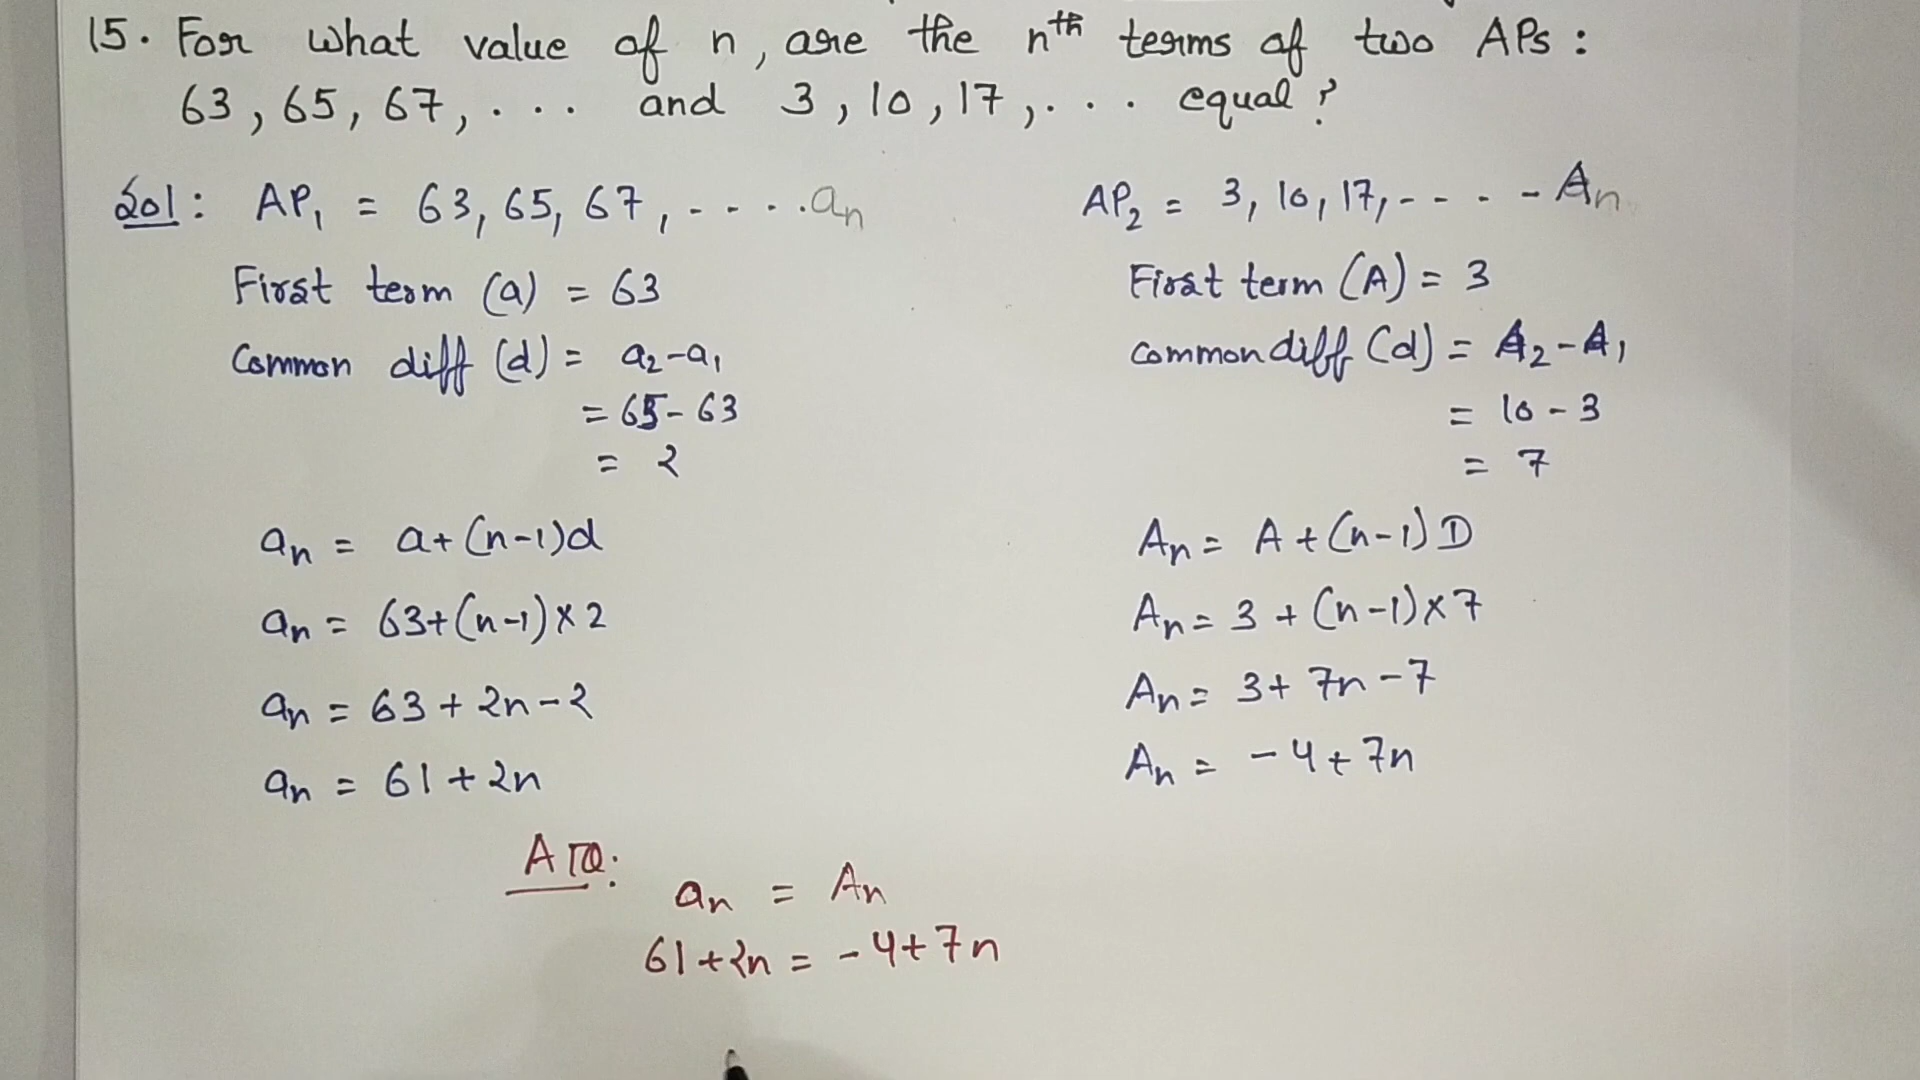 15. For what value of n, are the nth terms of two APs:
63, 65, 67, ... and 3, 10, 17, ... equal?
Sol: AP₁ = 63, 65, 67, - - - . . an
First term (a) = 63
Common diff (d) = a₂-a₁
= 65 - 63
= 2
an = a+(n-1)d
an = 63+(n-1)×2
an = 63 + 2n - 2
an = 61 + 2n
AP₂ = 3, 10, 17, - - - - - An
First term (A) = 3
common diff (d) = A₂ - A₁
= 10 - 3
= 7
An = A + (n-1) D
An = 3 + (n-1)×7
An = 3 + 7n - 7
An = -4 + 7n
ATQ:
an = An
61 + 2n = -4 + 7n